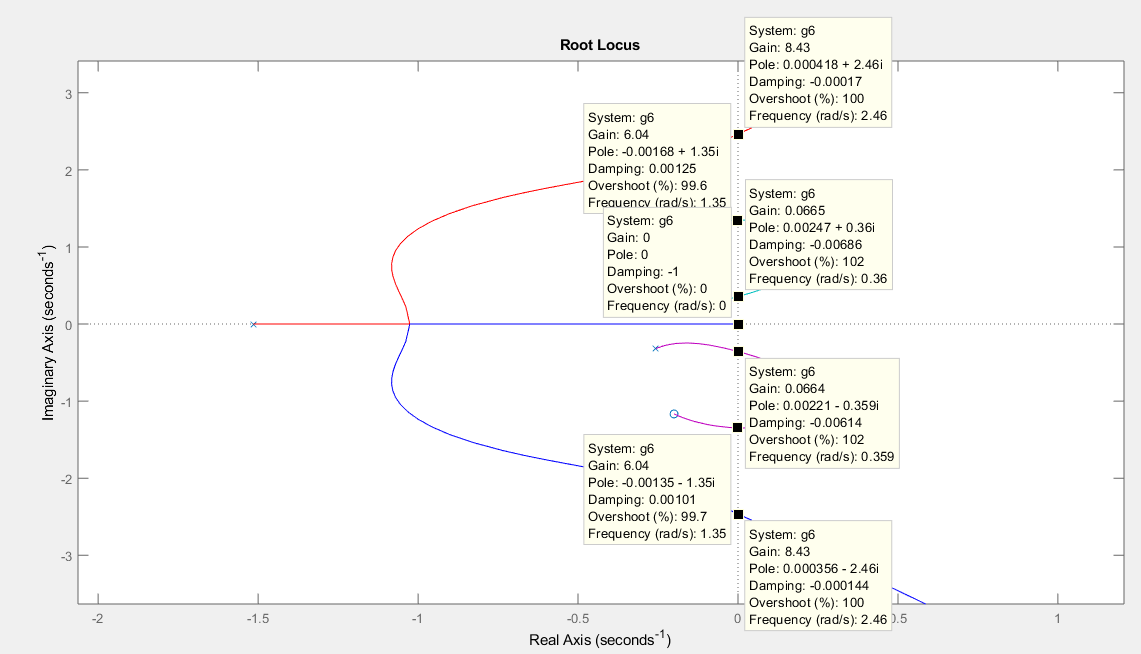 Root Locus
System: g6
Gain: 8.43
Pole: 0.000418 + 2.46i
Damping: -0.00017
Overshoot (%): 100
Frequency (rad/s): 2.46
System: g6
Gain: 6.04
Pole: -0.00168 + 1.35i
Damping: 0.00125
Overshoot (%): 99.6
Frequency (rad/s): 1.35
System: g6
Gain: 0.0665
Pole: 0.00247 + 0.36i
Damping: -0.00686
Overshoot (%): 102
Frequency (rad/s): 0.36
System: g6
Gain: 0
Pole: 0
Damping: -1
Overshoot (%): 0
Frequency (rad/s): 0
System: g6
Gain: 0.0664
Pole: 0.00221 - 0.359i
Damping: -0.00614
Overshoot (%): 102
Frequency (rad/s): 0.359
System: g6
Gain: 6.04
Pole: -0.00135 - 1.35i
Damping: 0.00101
Overshoot (%): 99.7
Frequency (rad/s): 1.35
System: g6
Gain: 8.43
Pole: 0.000356 - 2.46i
Damping: -0.000144
Overshoot (%): 100
Frequency (rad/s): 2.46
3
2
1
0
-1
-2
-3
Imaginary Axis (seconds⁻¹)
-2 -1.5 -1 -0.5 0 0.5 1
Real Axis (seconds⁻¹)